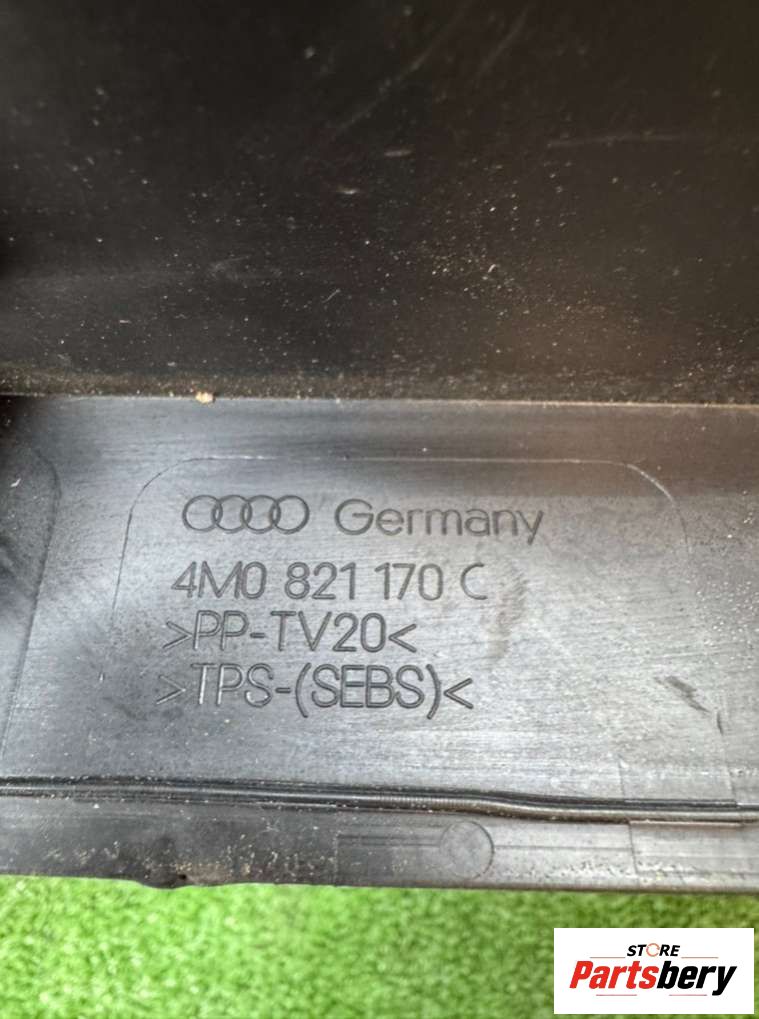 Germany
4M0 821 170 C
>PP-TV20<
>TPS-(SEBS)<
STORE
Partsbery